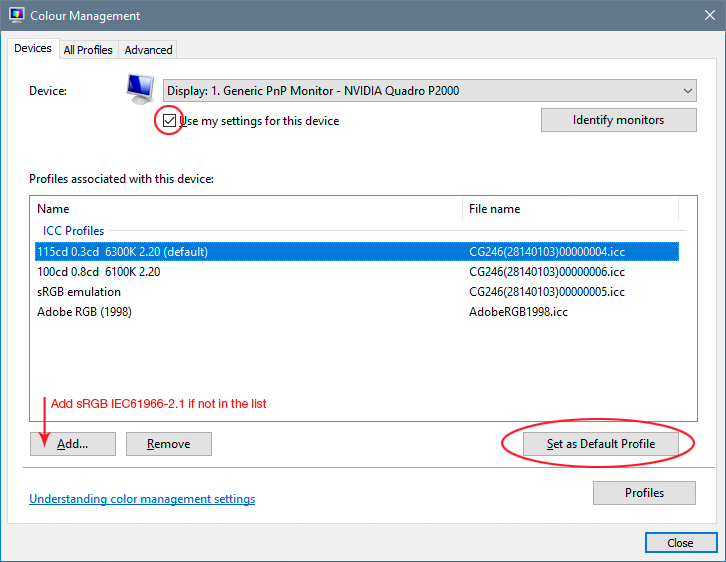 Colour Management
Devices All Profiles Advanced
Device: Display: 1. Generic PnP Monitor - NVIDIA Quadro P2000
Use my settings for this device Identify monitors
Profiles associated with this device:
Name File name
ICC Profiles
115cd 0.3cd  6300K 2.20 (default) CG246(28140103)00000004.icc
100cd 0.8cd  6100K 2.20 CG246(28140103)00000006.icc
sRGB emulation CG246(28140103)00000005.icc
Adobe RGB (1998) AdobeRGB1998.icc
Add sRGB IEC61966-2.1 if not in the list
Add... Remove Set as Default Profile
Understanding color management settings Profiles
Close